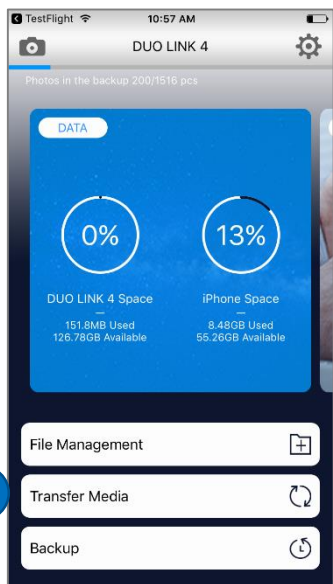 TestFlight 10:57 AM
DUO LINK 4
Photos in the backup 200/1516 pcs
DATA
0% 13%
DUO LINK 4 Space iPhone Space
151.8MB Used 8.48GB Used
126.78GB Available 55.26GB Available
File Management
Transfer Media
Backup